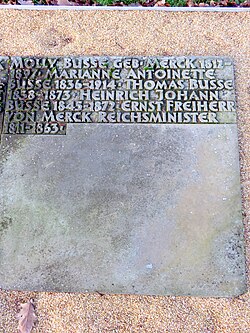 MOLLY BUSSE GEB MERCK 1812-
1897 · MARIANNE ANTOINETTE
BUSSE 1836-1914 · THOMAS BUSSE
1838-1873 · HEINRICH JOHANN
BUSSE 1845-1872 · ERNST FREIHERR
VON MERCK REICHSMINISTER
1811-1863 ·